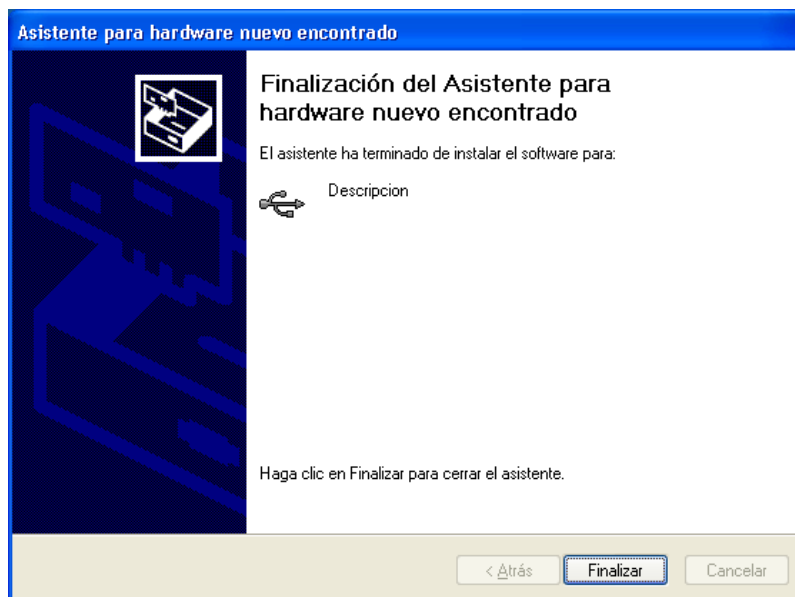 Asistente para hardware nuevo encontrado
Finalización del Asistente para
hardware nuevo encontrado
El asistente ha terminado de instalar el software para:
Descripcion
Haga clic en Finalizar para cerrar el asistente.
< Atrás
Finalizar
Cancelar